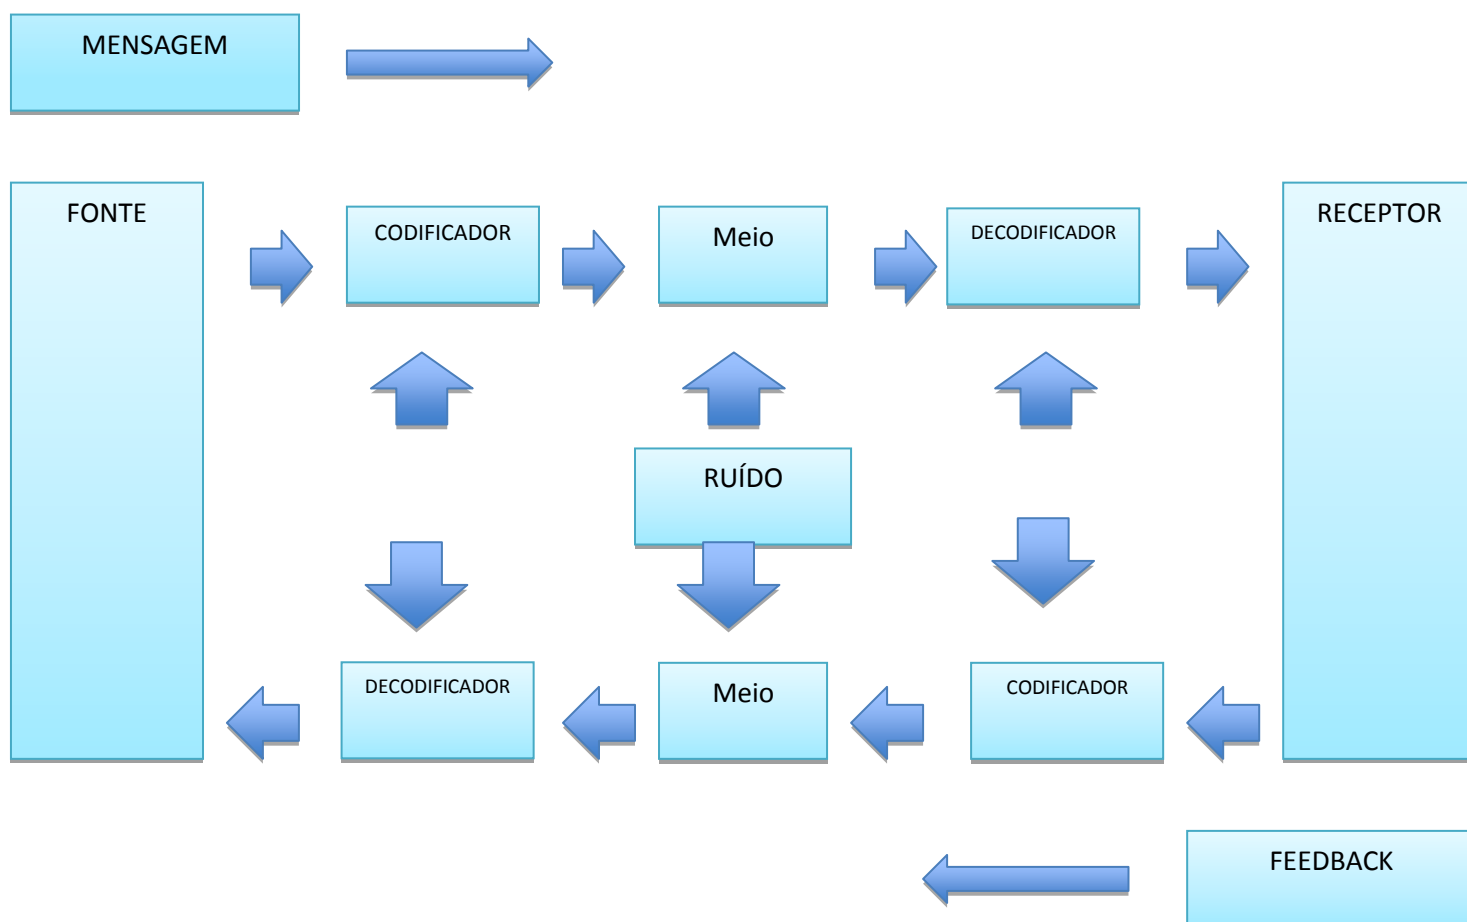 MENSAGEM
FONTE
CODIFICADOR
Meio
DECODIFICADOR
RECEPTOR
RUÍDO
DECODIFICADOR
Meio
CODIFICADOR
FEEDBACK